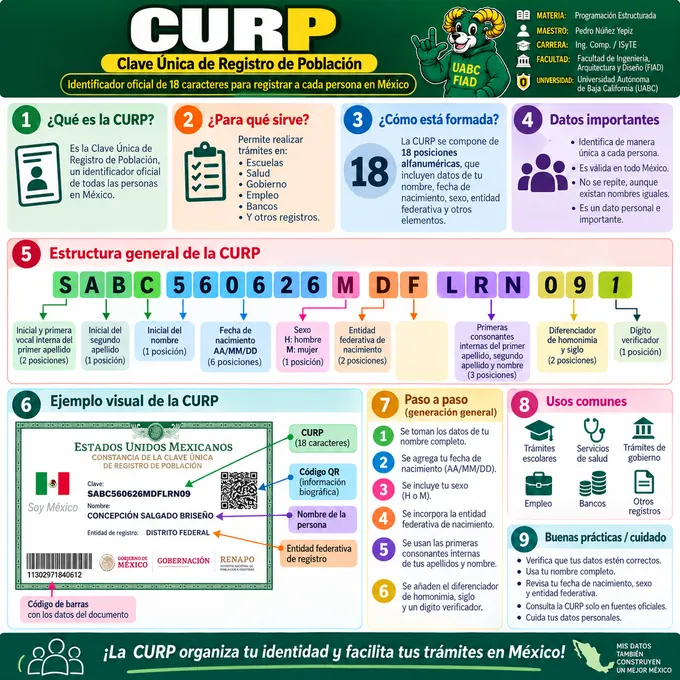 CURP
Clave Única de Registro de Población
Identificador oficial de 18 caracteres para registrar a cada persona en México
UABC
FIAD
MATERIA: Programación Estructurada
MAESTRO: Pedro Núñez Yepiz
CARRERA: Ing. Comp. / ISyTE
FACULTAD: Facultad de Ingeniería,
Arquitectura y Diseño (FIAD)
UNIVERSIDAD: Universidad Autónoma
de Baja California (UABC)
1 ¿Qué es la CURP?
Es la Clave Única de
Registro de Población,
un identificador oficial
de todas las personas
en México.
2 ¿Para qué sirve?
Permite realizar
trámites en:
• Escuelas
• Salud
• Gobierno
• Empleo
• Bancos
• Y otros registros.
3 ¿Cómo está formada?
18
La CURP se compone de
18 posiciones
alfanuméricas, que
incluyen datos de tu
nombre, fecha de
nacimiento, sexo, entidad
federativa y otros
elementos.
4 Datos importantes
• Identifica de manera
única a cada persona.
• Es válida en todo México.
• No se repite, aunque
existan nombres iguales.
• Es un dato personal e
importante.
5 Estructura general de la CURP
S A B C 5 6 0 6 2 6 M D F L R N 0 9 1
Inicial y primera
vocal interna del
primer apellido
(2 posiciones)
Inicial del
segundo
apellido
(1 posición)
Inicial del
nombre
(1 posición)
Fecha de
nacimiento
AA/MM/DD
(6 posiciones)
Sexo
H: hombre
M: mujer
(1 posición)
Entidad
federativa de
nacimiento
(2 posiciones)
Primeras
consonantes
internas del primer
apellido, segundo
apellido y nombre
(3 posiciones)
Diferenciador
de homonimia
y siglo
(2 posiciones)
Dígito
verificador
(1 posición)
6 Ejemplo visual de la CURP
ESTADOS UNIDOS MEXICANOS
CONSTANCIA DE LA CLAVE ÚNICA
DE REGISTRO DE POBLACIÓN
Soy México
Clave:
SABC560626MDFLRN09
Nombre:
CONCEPCIÓN SALGADO BRISEÑO
Entidad de registro: DISTRITO FEDERAL
11302971840612
GOBIERNO DE
MÉXICO
GOBERNACIÓN
RENAPO
CURP
(18 caracteres)
Código QR
(información
biográfica)
Nombre de la
persona
Entidad federativa
de registro
Código de barras
con los datos del documento
7 Paso a paso
(generación general)
1 Se toman los datos de tu
nombre completo.
2 Se agrega tu fecha de
nacimiento (AA/MM/DD).
3 Se incluye tu sexo
(H o M).
4 Se incorpora la entidad
federativa de nacimiento.
5 Se usan las primeras
consonantes internas
de tus apellidos y nombre.
6 Se añaden el diferenciador
de homonimia, siglo
y un digito verificador.
8 Usos comunes
Trámites
escolares
Servicios
de salud
Trámites de
gobierno
Empleo
Bancos
Otros
registros
9 Buenas prácticas / cuidado
• Verifica que tus datos estén correctos.
• Usa tu nombre completo.
• Revisa tu fecha de nacimiento, sexo
y entidad federativa.
• Consulta la CURP solo en fuentes oficiales.
• Cuida tus datos personales.
¡La CURP organiza tu identidad y facilita tus trámites en México!
MIS DATOS
TAMBIÉN
CONSTRUYEN
UN MEJOR MÉXICO